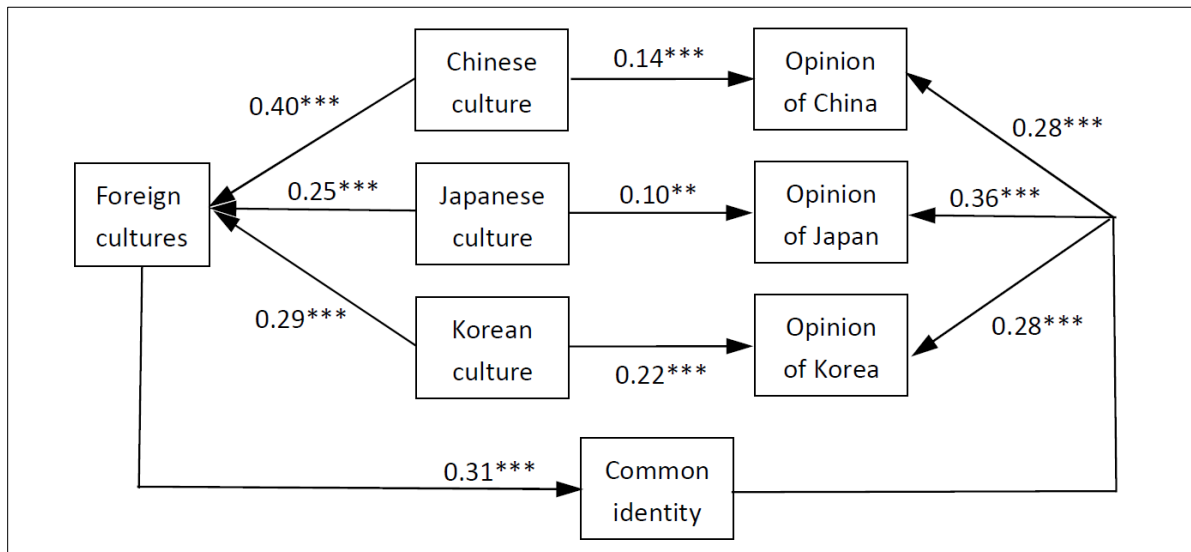 Chinese
culture
0.14***
Opinion
of China
0.40***
0.28***
Foreign
cultures
0.25***
Japanese
culture
0.10**
Opinion
of Japan
0.36***
0.29***
Korean
culture
0.22***
Opinion
of Korea
0.28***
0.31***
Common
identity